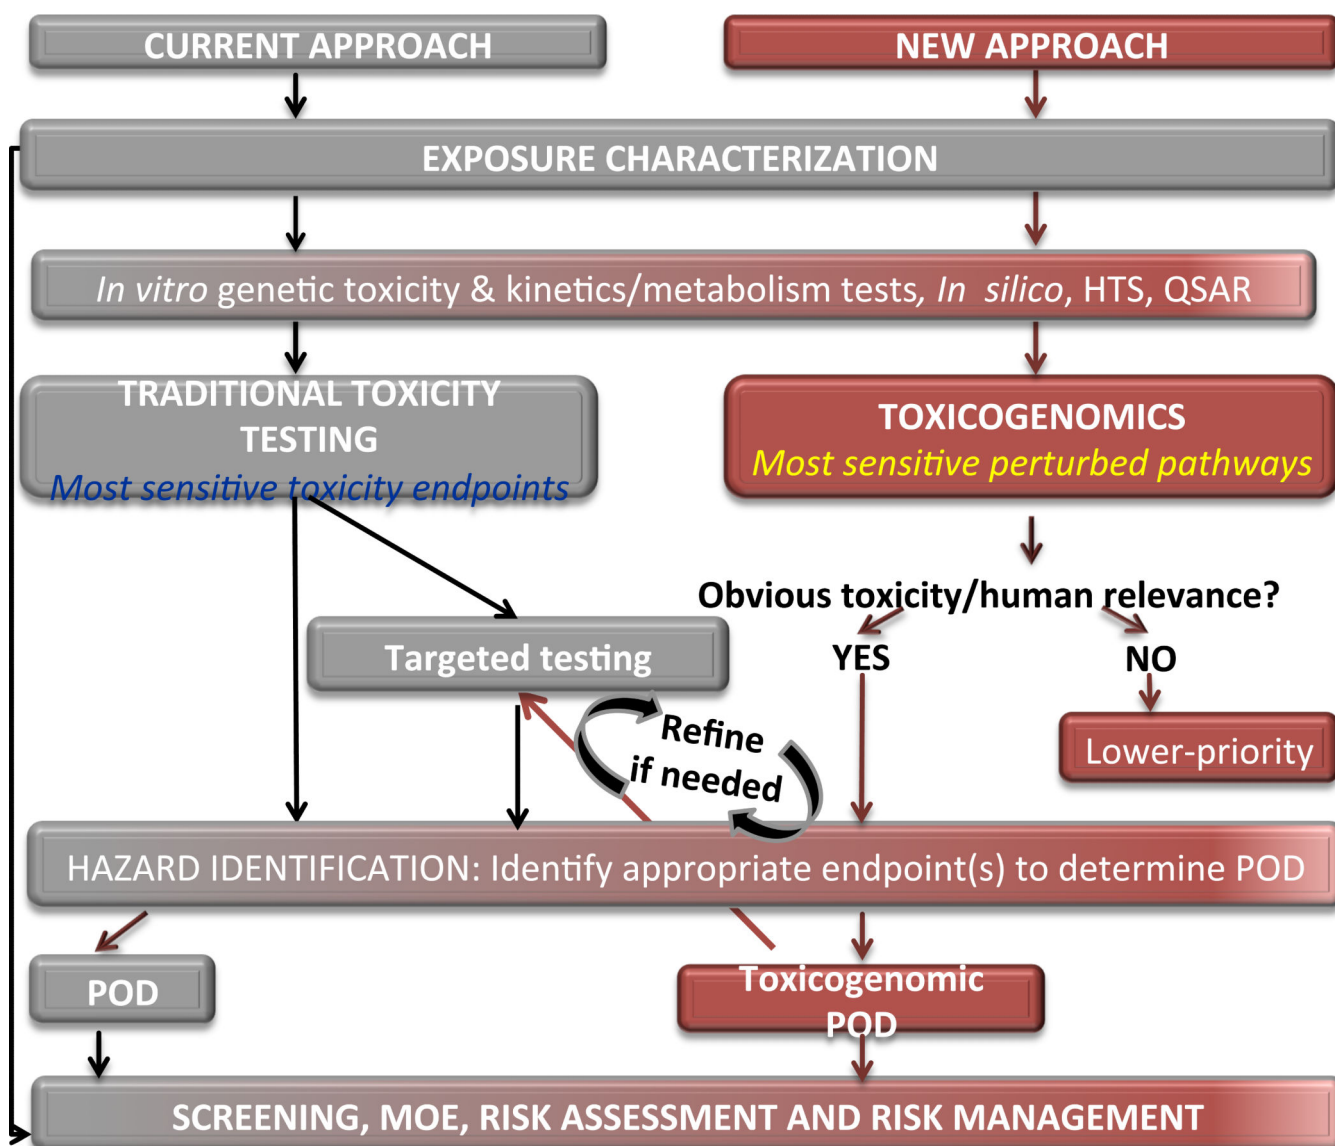 CURRENT APPROACH
NEW APPROACH
EXPOSURE CHARACTERIZATION
In vitro genetic toxicity & kinetics/metabolism tests, In silico, HTS, QSAR
TRADITIONAL TOXICITY
TESTING
Most sensitive toxicity endpoints
TOXICOGENOMICS
Most sensitive perturbed pathways
Obvious toxicity/human relevance?
Targeted testing
YES
NO
Refine
if needed
Lower-priority
HAZARD IDENTIFICATION: Identify appropriate endpoint(s) to determine POD
POD
Toxicogenomic
POD
SCREENING, MOE, RISK ASSESSMENT AND RISK MANAGEMENT